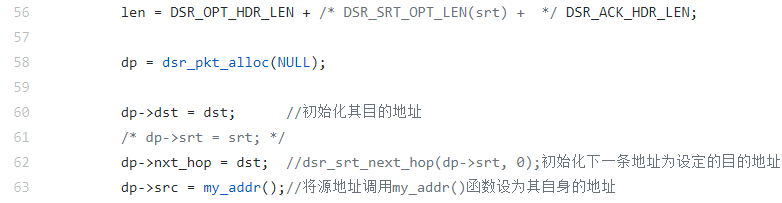 56 len = DSR_OPT_HDR_LEN + /* DSR_SRT_OPT_LEN(srt) +  */ DSR_ACK_HDR_LEN;
57
58 dp = dsr_pkt_alloc(NULL);
59
60 dp->dst = dst;      //初始化其目的地址
61 /* dp->srt = srt; */
62 dp->nxt_hop = dst;  //dsr_srt_next_hop(dp->srt, 0);初始化下一条地址为设定的目的地址
63 dp->src = my_addr();//将源地址调用my_addr()函数设为其自身的地址